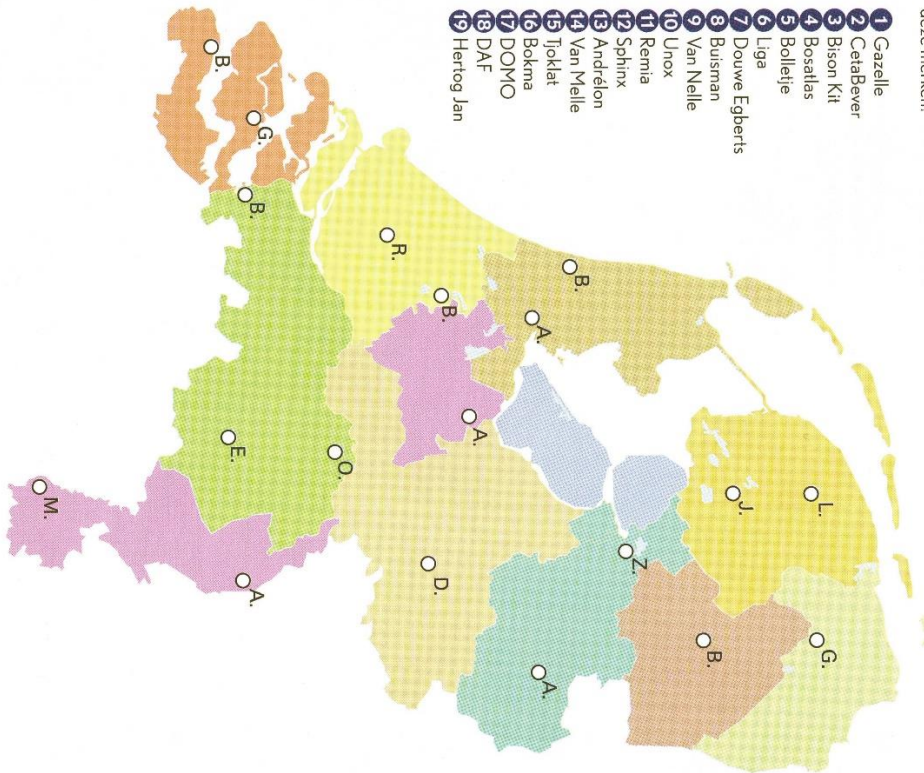 1 Gazelle
2 CetaBever
3 Bison Kit
4 Bosatlas
5 Bolletje
6 Liga
7 Douwe Egberts
8 Buisman
9 Van Nelle
10 Unox
11 Remia
12 Sphinx
13 Andrélon
14 Van Melle
15 Tjoklat
16 Bokma
17 DOMO
18 DAF
19 Hertog Jan
L.
G.
J.
B.
Z.
B.
A.
A.
A.
B.
D.
R.
O.
G.
B.
A.
E.
B.
M.